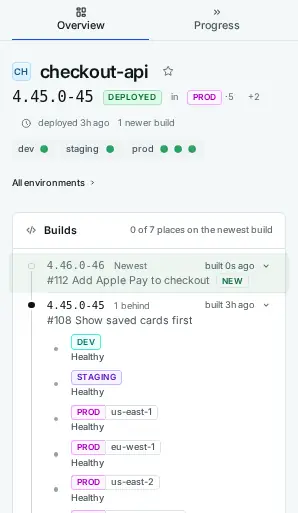 Overview
Progress
CH checkout-api
4.45.0-45 DEPLOYED in PROD ·5 +2
deployed 3h ago 1 newer build
dev staging prod
All environments
Builds 0 of 7 places on the newest build
4.46.0-46 Newest built 0s ago
#112 Add Apple Pay to checkout NEW
4.45.0-45 1 behind built 3h ago
#108 Show saved cards first
DEV
Healthy
STAGING
Healthy
PROD us-east-1
Healthy
PROD eu-west-1
Healthy
PROD us-east-2
Healthy